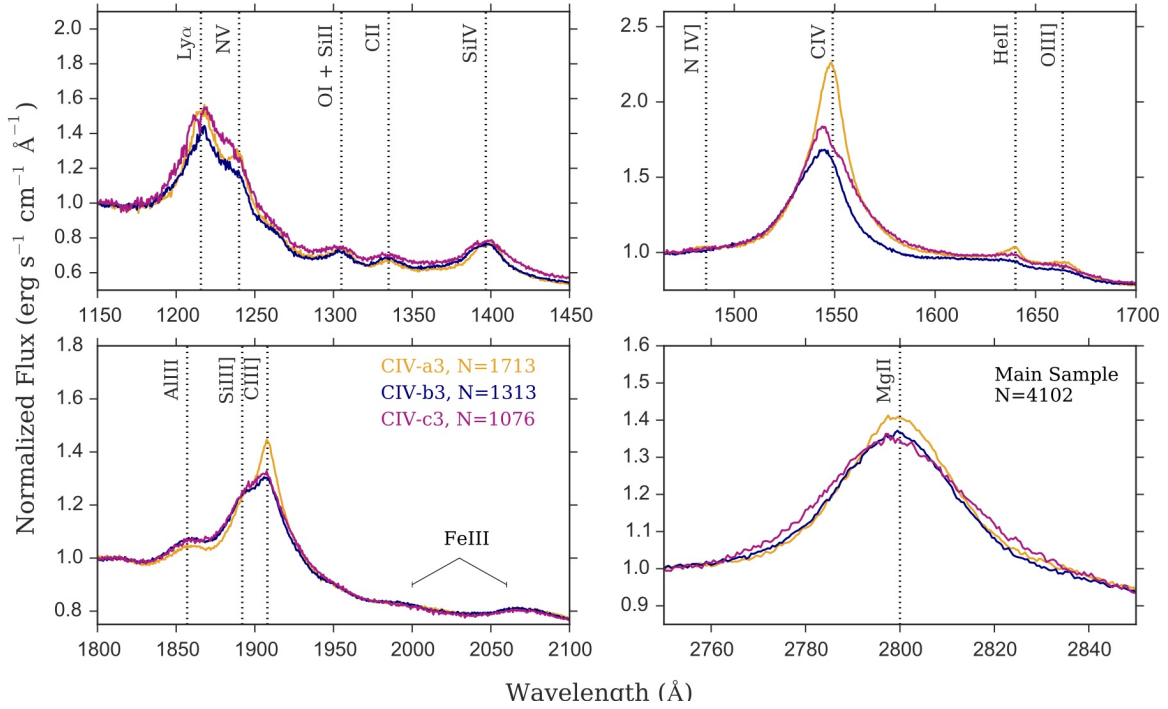 Normalized Flux (erg s⁻¹ cm⁻¹ Å⁻¹)
2.0
1.8
1.6
1.4
1.2
1.0
0.8
0.6
Lyα
NV
OI + SiII
CII
SiIV
1150 1200 1250 1300 1350 1400 1450
2.5
2.0
1.5
1.0
N IV]
CIV
HeII
OIII]
1500 1550 1600 1650 1700
1.8
1.6
1.4
1.2
1.0
0.8
AlIII
SiIII]
CIII]
CIV-a3, N=1713
CIV-b3, N=1313
CIV-c3, N=1076
FeIII
1800 1850 1900 1950 2000 2050 2100
1.6
1.5
1.4
1.3
1.2
1.1
1.0
0.9
MgII
Main Sample
N=4102
2760 2780 2800 2820 2840
Wavelength (Å)